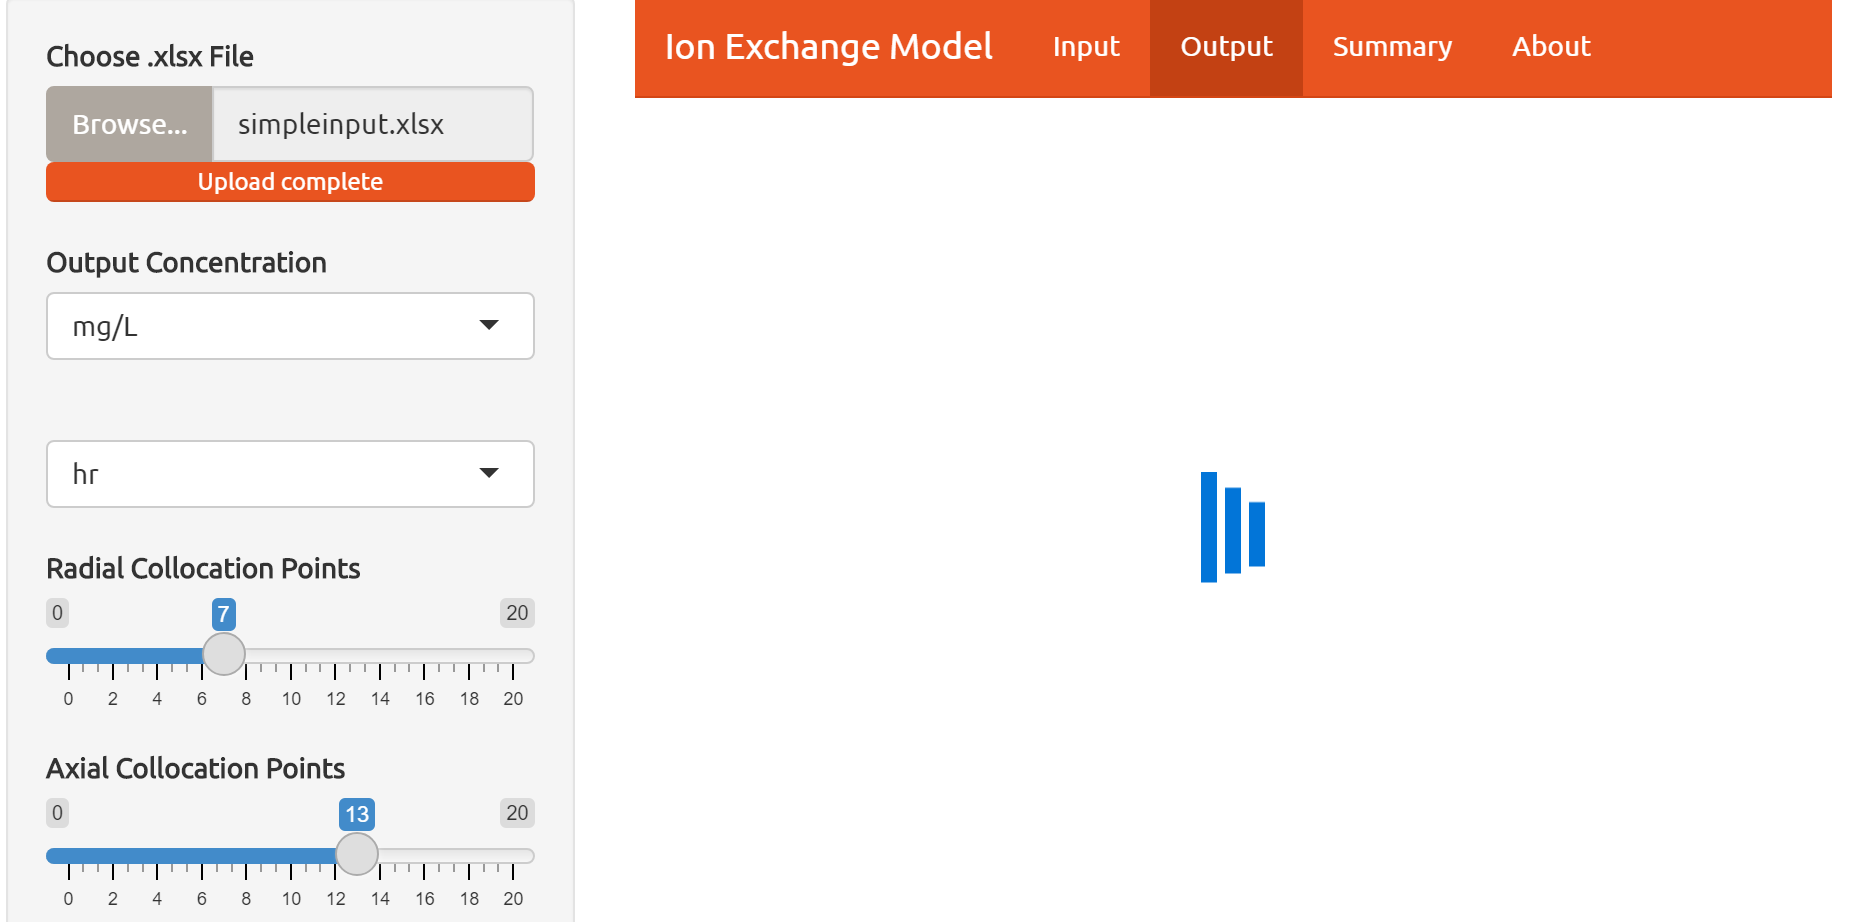 Choose .xlsx File
Browse... simpleinput.xlsx
Upload complete
Output Concentration
mg/L
hr
Radial Collocation Points
0 7 20
0 2 4 6 8 10 12 14 16 18 20
Axial Collocation Points
0 13 20
0 2 4 6 8 10 12 14 16 18 20
Ion Exchange Model Input Output Summary About